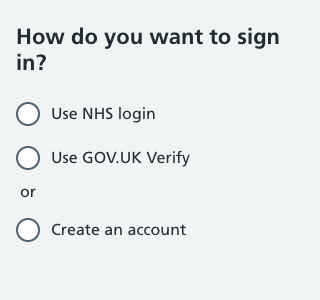 How do you want to sign
in?
Use NHS login
Use GOV.UK Verify
or
Create an account